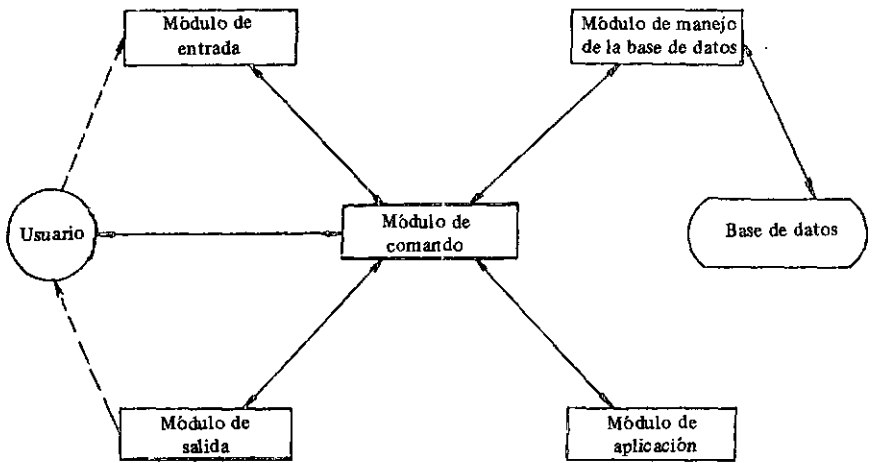 Módulo de
entrada
Módulo de manejo
de la base de datos
Usuario
Módulo de
comando
Base de datos
Módulo de
salida
Módulo de
aplicación